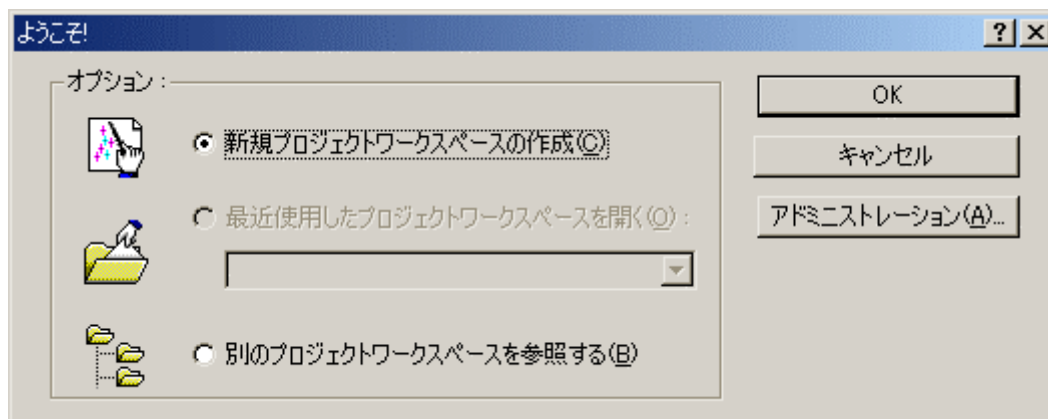 ようこそ!
オプション :
新規プロジェクトワークスペースの作成(C)
最近使用したプロジェクトワークスペースを開く(O) :
別のプロジェクトワークスペースを参照する(B)
OK
キャンセル
アドミニストレーション(A)...